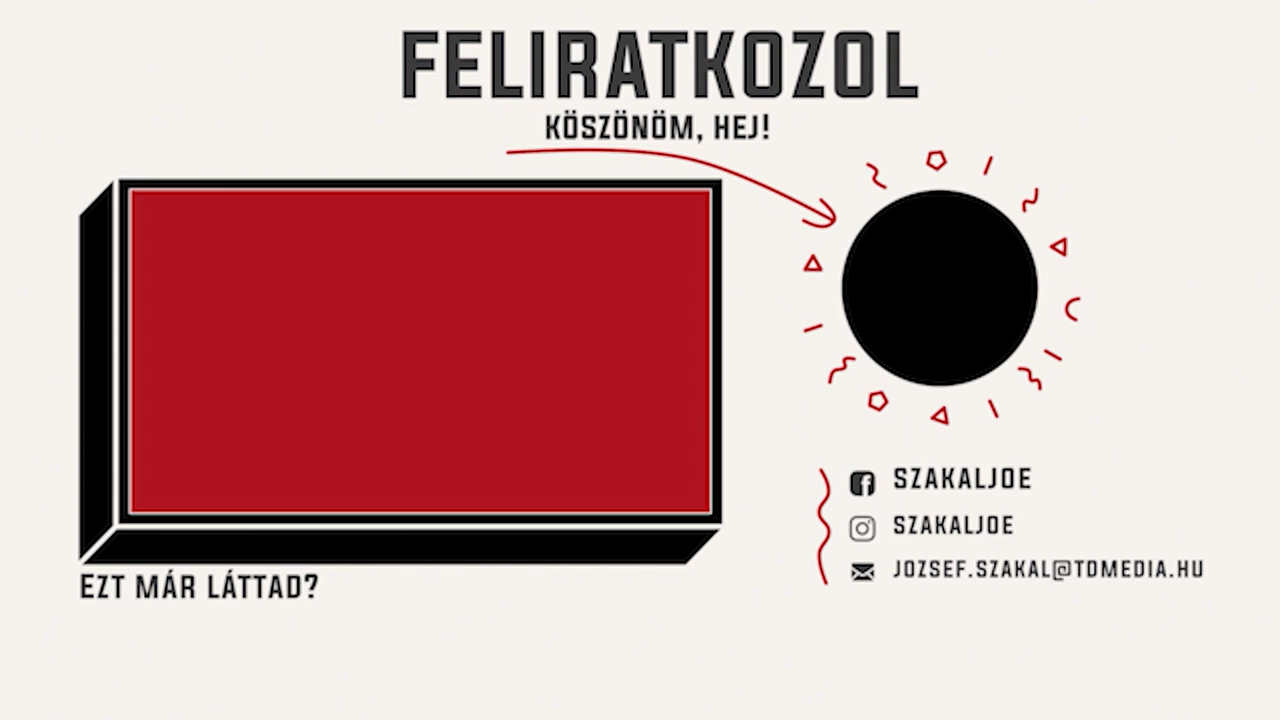 FELIRATKOZOL
KÖSZÖNÖM, HEJ!
EZT MÁR LÁTTAD?
SZAKALJOE
SZAKALJOE
JOZSEF.SZAKAL@TDMEDIA.HU